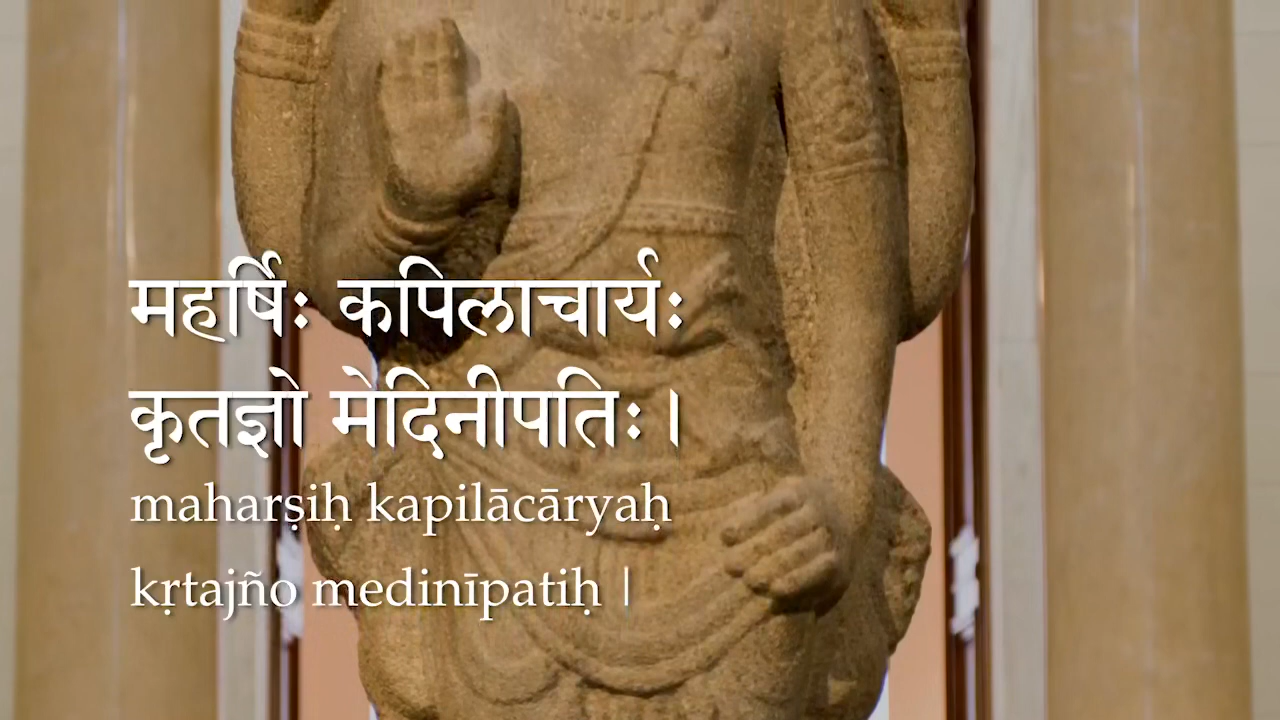 महर्षिः कपिलाचार्यः
कृतज्ञो मेदिनीपतिः।
maharṣiḥ kapilācāryaḥ
kṛtajño medinīpatiḥ |